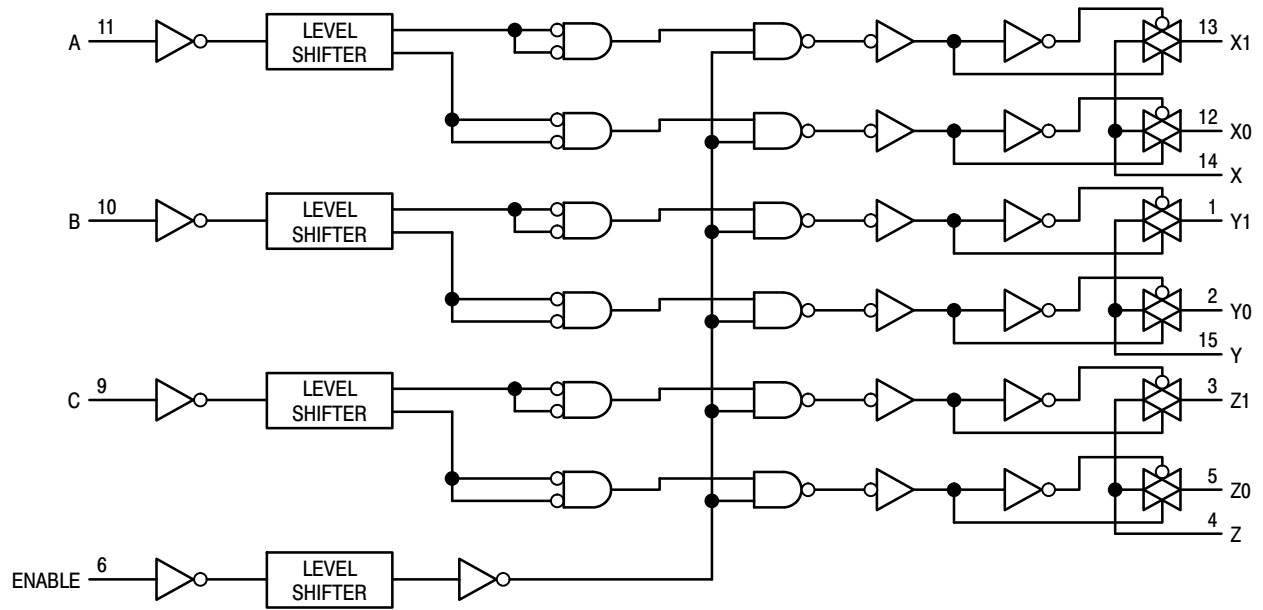 A 11 LEVEL SHIFTER 13 X1
12 X0
14 X
B 10 LEVEL SHIFTER 1 Y1
2 Y0
15 Y
C 9 LEVEL SHIFTER 3 Z1
5 Z0
4 Z
ENABLE 6 LEVEL SHIFTER